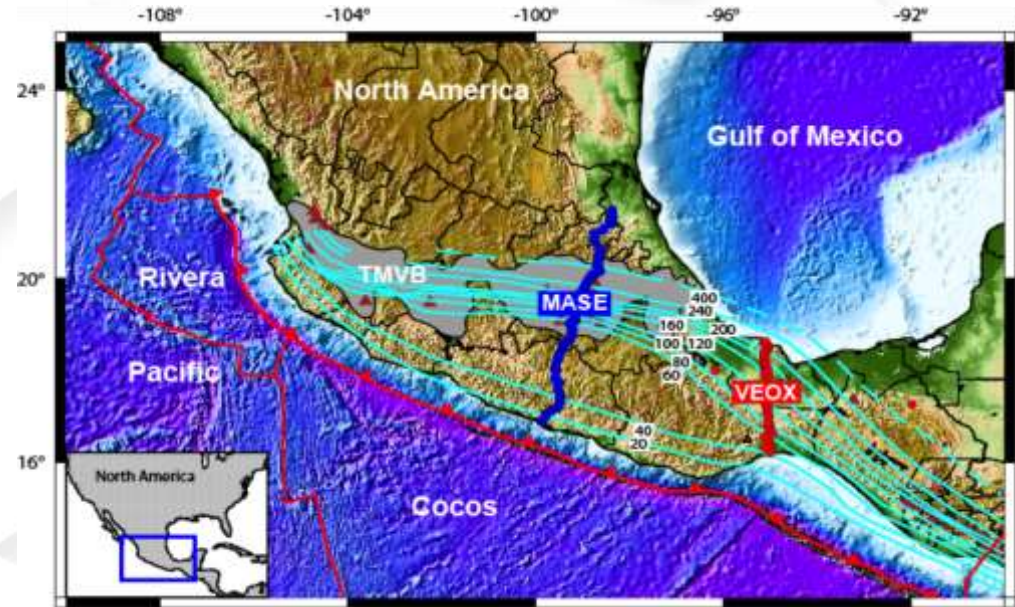 -108° -104° -100° -96° -92°
24°
North America
Gulf of Mexico
20°
Rivera
TMVB
MASE
400
240
160 200
100 120
80
60
Pacific
VEOX
40
20
16°
North America
Cocos